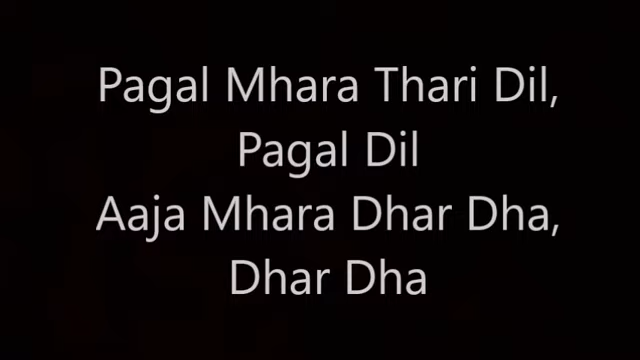 Pagal Mhara Thari Dil,
Pagal Dil
Aaja Mhara Dhar Dha,
Dhar Dha